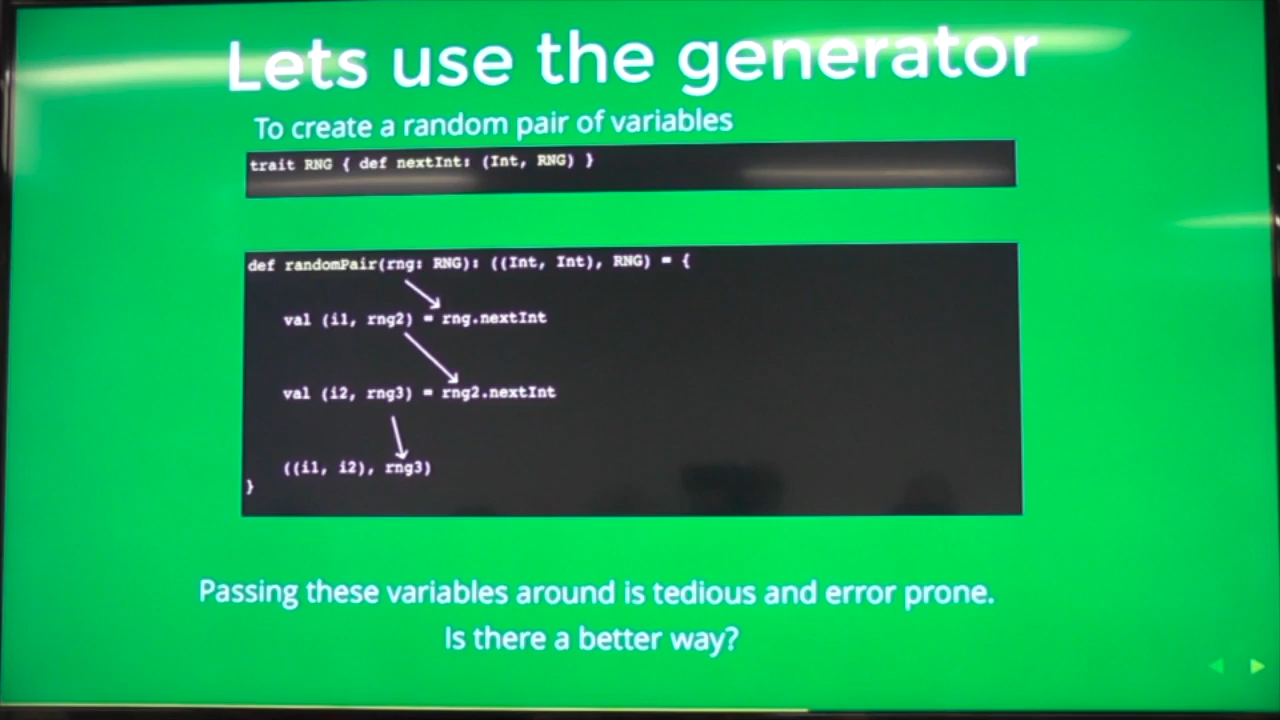 Lets use the generator
To create a random pair of variables
trait RNG { def nextInt: (Int, RNG) }
def randomPair(rng: RNG): ((Int, Int), RNG) = {
val (i1, rng2) = rng.nextInt
val (i2, rng3) = rng2.nextInt
((i1, i2), rng3)
}
Passing these variables around is tedious and error prone.
Is there a better way?